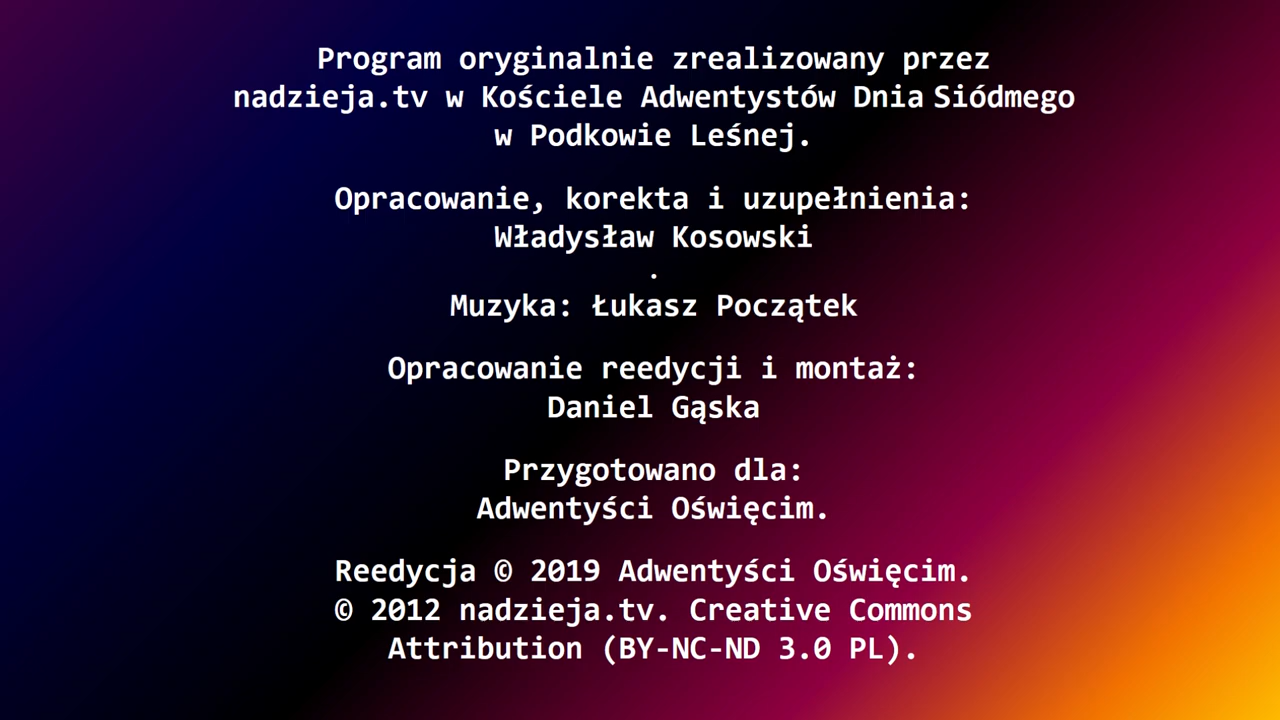 Program oryginalnie zrealizowany przez
nadzieja.tv w Kościele Adwentystów Dnia Siódmego
w Podkowie Leśnej.
Opracowanie, korekta i uzupełnienia:
Władysław Kosowski
.
Muzyka: Łukasz Początek
Opracowanie reedycji i montaż:
Daniel Gąska
Przygotowano dla:
Adwentyści Oświęcim.
Reedycja © 2019 Adwentyści Oświęcim.
© 2012 nadzieja.tv. Creative Commons
Attribution (BY-NC-ND 3.0 PL).